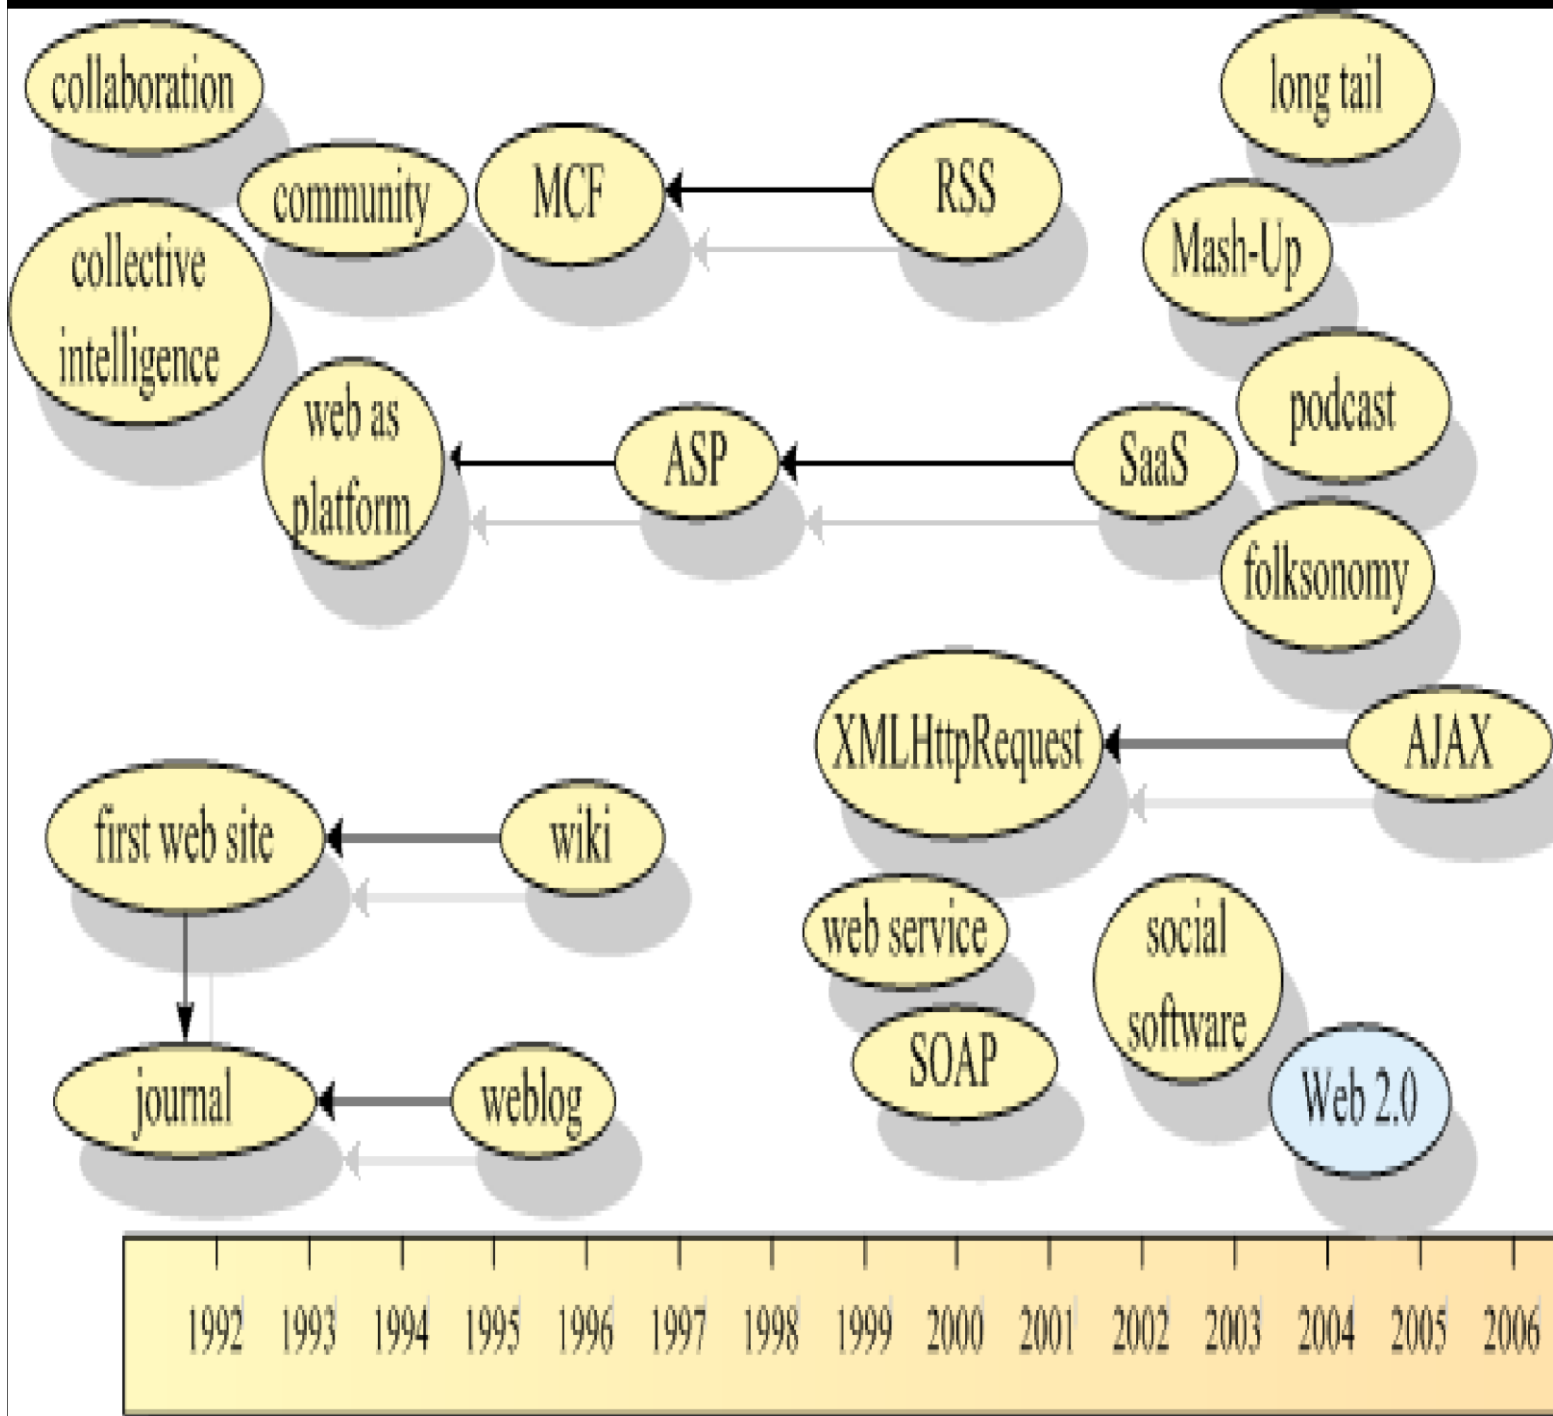 collaboration
long tail
community
MCF
RSS
Mash-Up
collective
intelligence
web as
platform
ASP
SaaS
podcast
folksonomy
XMLHttpRequest
AJAX
first web site
wiki
web service
social
software
SOAP
journal
weblog
Web 2.0
1992 1993 1994 1995 1996 1997 1998 1999 2000 2001 2002 2003 2004 2005 2006